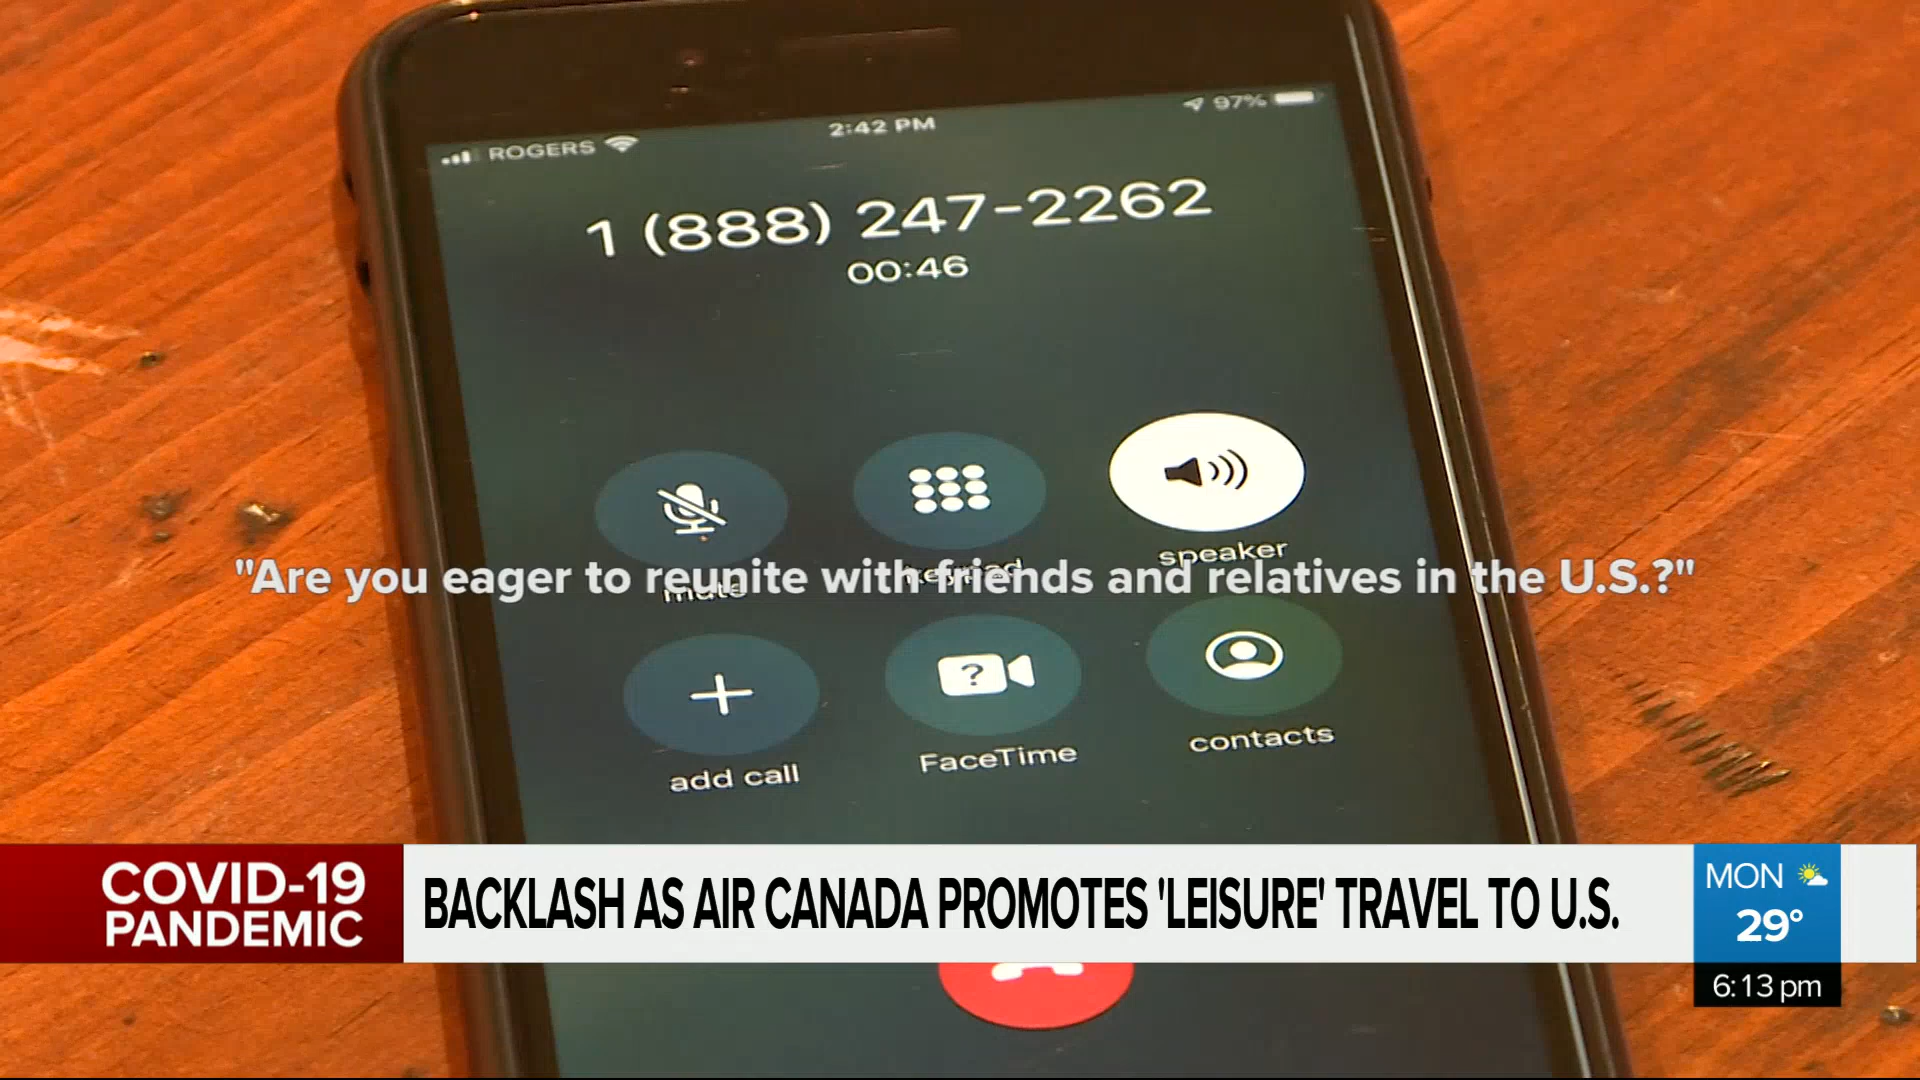 ROGERS 2:42 PM 97%
1 (888) 247-2262
00:46
mute keypad speaker
"Are you eager to reunite with friends and relatives in the U.S.?"
?
add call FaceTime contacts
COVID-19
PANDEMIC
BACKLASH AS AIR CANADA PROMOTES 'LEISURE' TRAVEL TO U.S.
MON
29°
6:13 pm